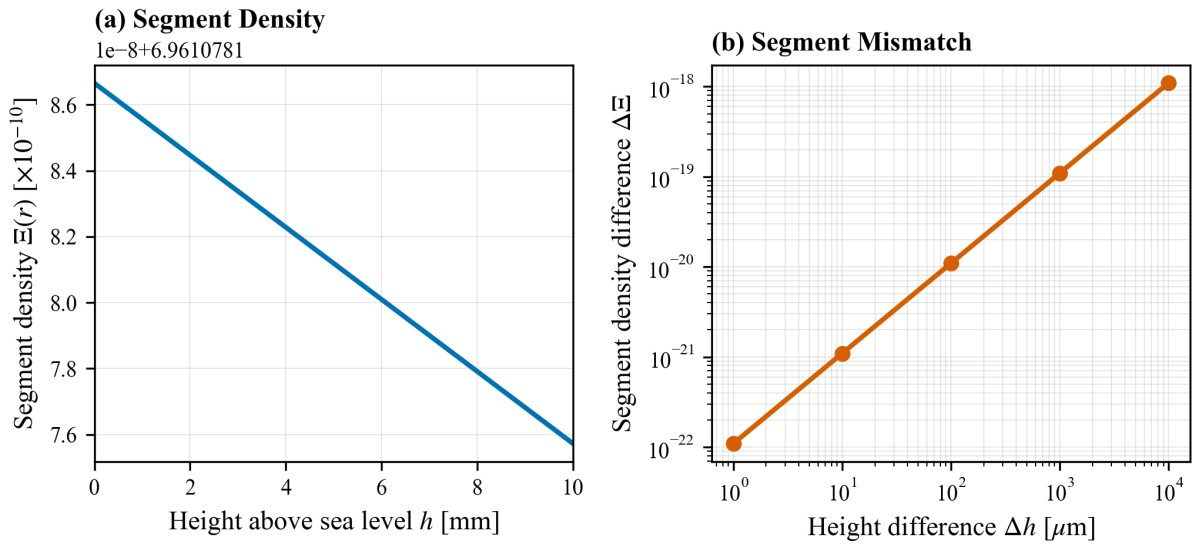 (a) Segment Density
1e−8+6.9610781
Segment density Ξ(r) [×10⁻¹⁰]
8.6
8.4
8.2
8.0
7.8
7.6
0 2 4 6 8 10
Height above sea level h [mm]
(b) Segment Mismatch
Segment density difference ΔΞ
10⁻¹⁸
10⁻¹⁹
10⁻²⁰
10⁻²¹
10⁻²²
10⁰ 10¹ 10² 10³ 10⁴
Height difference Δh [μm]